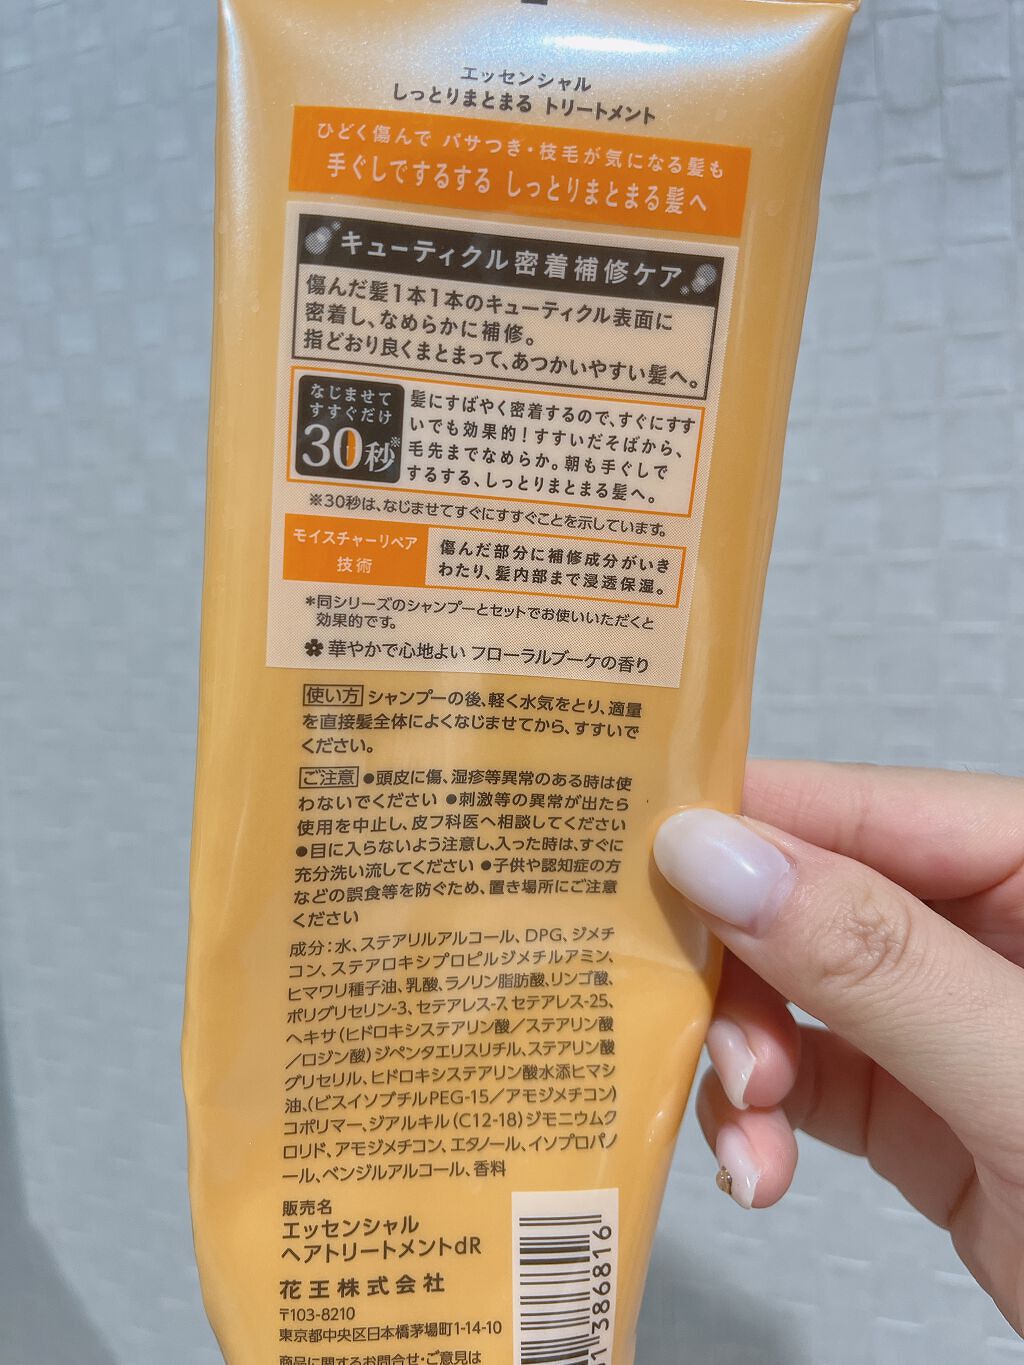 エッセンシャル
しっとりまとまる トリートメント
ひどく傷んで パサつき・枝毛が気になる髪も
手ぐしでするする しっとりまとまる髪へ
キューティクル密着補修ケア
傷んだ髪1本1本のキューティクル表面に
密着し、なめらかに補修。
指どおり良くまとまって、あつかいやすい髪へ。
なじませて
すすぐだけ
30秒※
髪にすばやく密着するので、すぐにすす
いでも効果的！すすいだそばから、
毛先までなめらか。朝も手ぐしで
するする、しっとりまとまる髪へ。
※30秒は、なじませてすぐにすすぐことを示しています。
モイスチャーリペア
技術
傷んだ部分に補修成分がいき
わたり、髪内部まで浸透保湿。
*同シリーズのシャンプーとセットでお使いいただくと
効果的です。
華やかで心地よい フローラルブーケの香り
使い方 シャンプーの後、軽く水気をとり、適量
を直接髪全体によくなじませてから、すすいで
ください。
ご注意 ●頭皮に傷、湿疹等異常のある時は使
わないでください ●刺激等の異常が出たら
使用を中止し、皮フ科医へ相談してください
●目に入らないよう注意し、入った時は、すぐに
充分洗い流してください ●子供や認知症の方
などの誤食等を防ぐため、置き場所にご注意
ください
成分：水、ステアリルアルコール、DPG、ジメチ
コン、ステアロキシプロピルジメチルアミン、
ヒマワリ種子油、乳酸、ラノリン脂肪酸、リンゴ酸、
ポリグリセリン-3、セテアレス-7、セテアレス-25、
ヘキサ（ヒドロキシステアリン酸／ステアリン酸
／ロジン酸）ジペンタエリスリチル、ステアリン酸
グリセリル、ヒドロキシステアリン酸水添ヒマシ
油、（ビスイソブチルPEG-15／アモジメチコン）
コポリマー、ジアルキル（C12-18）ジモニウムク
ロリド、アモジメチコン、エタノール、イソプロパノ
ール、ベンジルアルコール、香料
販売名
エッセンシャル
ヘアトリートメントdR
花王株式会社
〒103-8210
東京都中央区日本橋茅場町1-14-10
商品に関するお問合せ・ご意見は
1386816